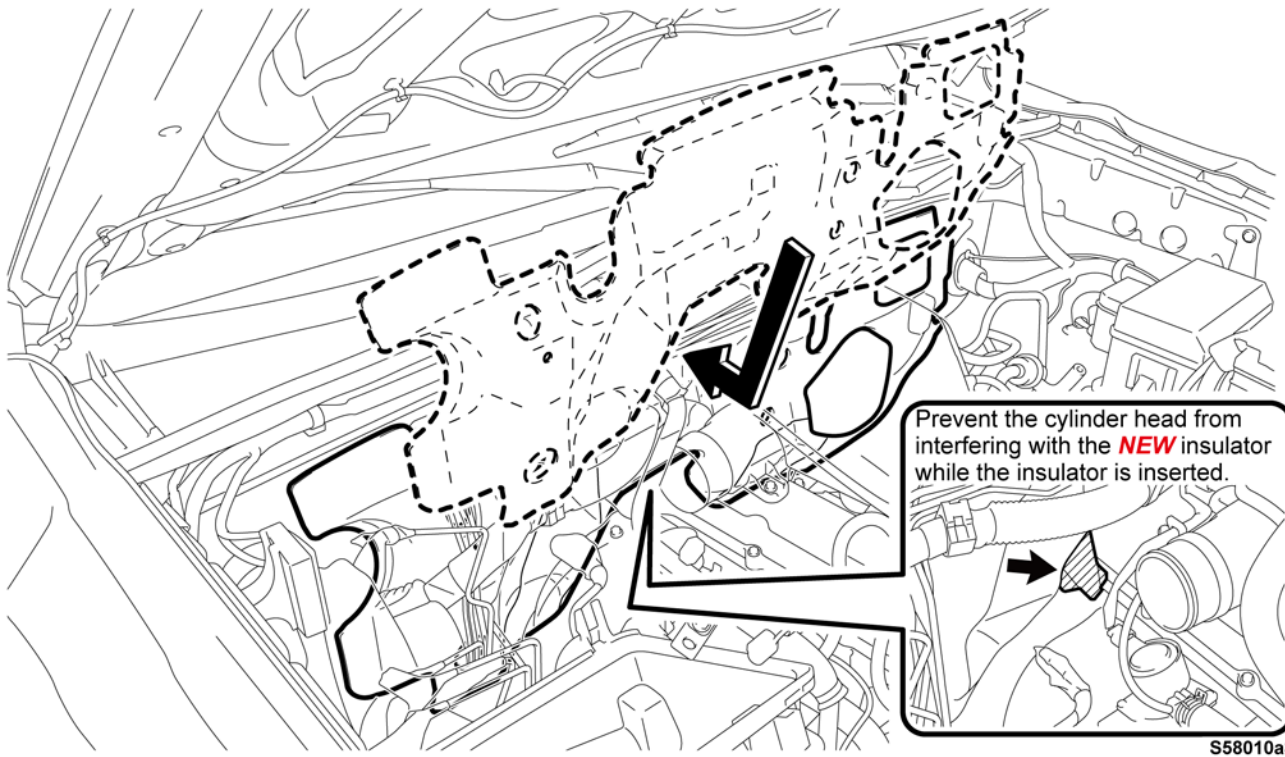 Prevent the cylinder head from
interfering with the NEW insulator
while the insulator is inserted.
S58010a